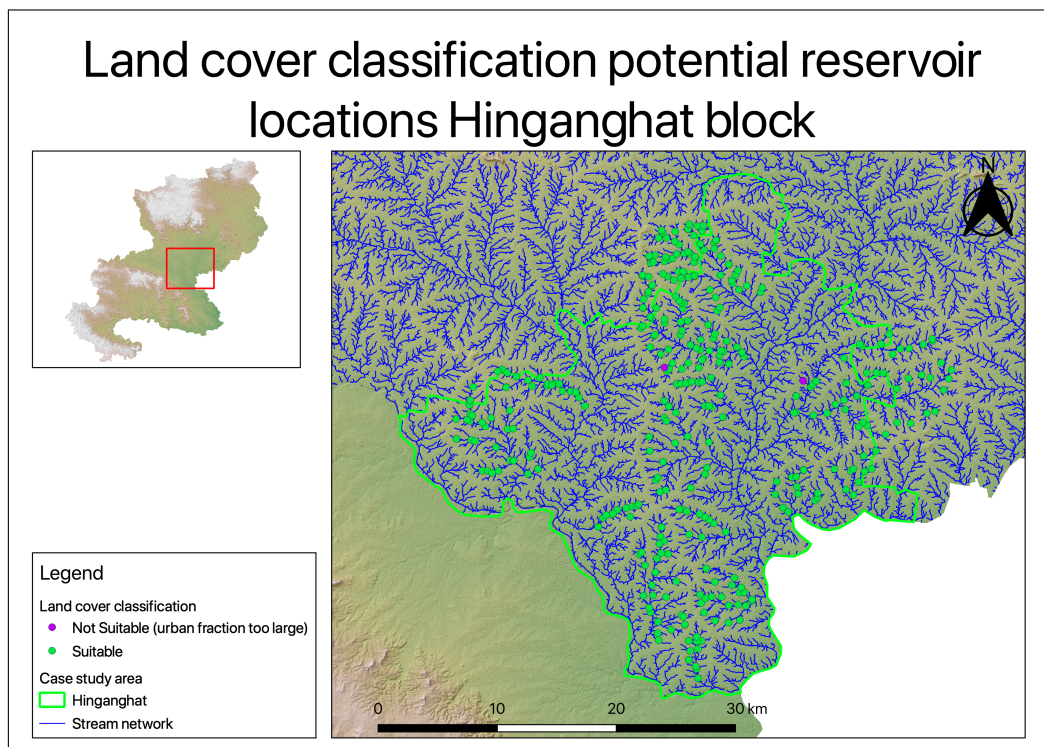 Land cover classification potential reservoir
locations Hinganghat block
N
Legend
Land cover classification
Not Suitable (urban fraction too large)
Suitable
Case study area
Hinganghat
Stream network
0 10 20 30 km